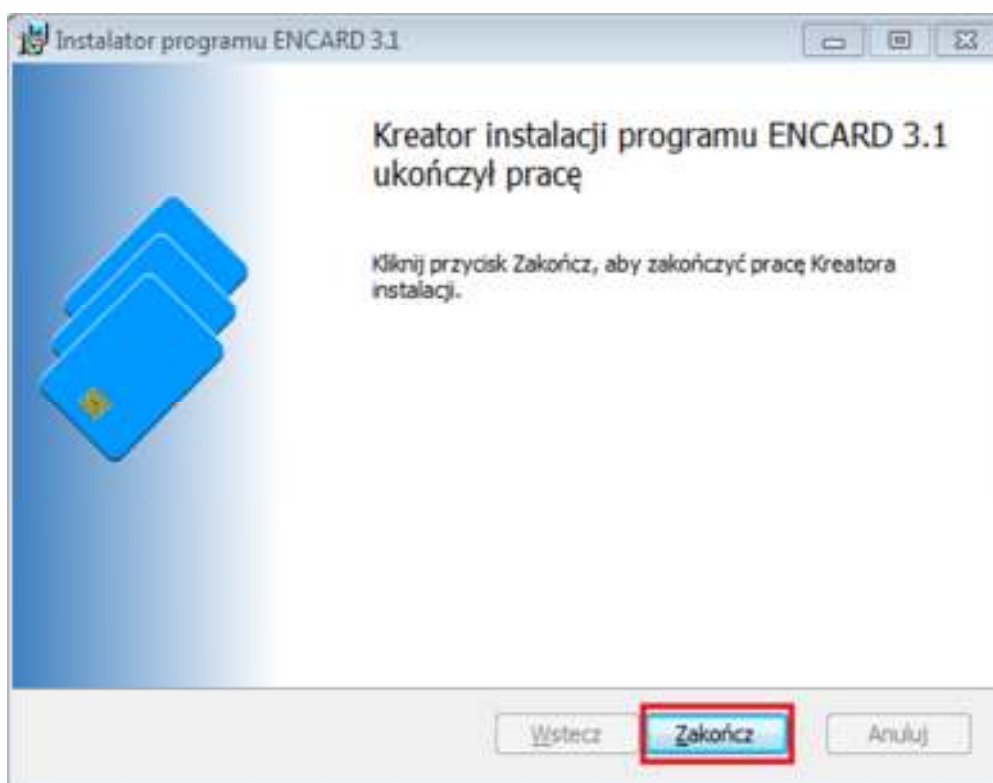 Instalator programu ENCARD 3.1
Kreator instalacji programu ENCARD 3.1
ukończył pracę
Kliknij przycisk Zakończ, aby zakończyć pracę Kreatora
instalacji.
Wstecz Zakończ Anuluj